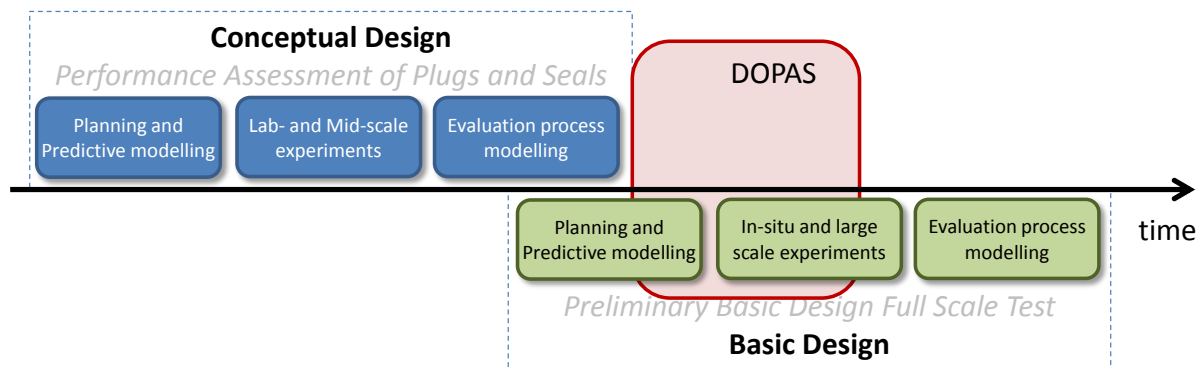 Conceptual Design
DOPAS
Performance Assessment of Plugs and Seals
Planning and
Predictive modelling
Lab- and Mid-scale
experiments
Evaluation process
modelling
time
Planning and
Predictive modelling
In-situ and large
scale experiments
Evaluation process
modelling
Preliminary Basic Design Full Scale Test
Basic Design